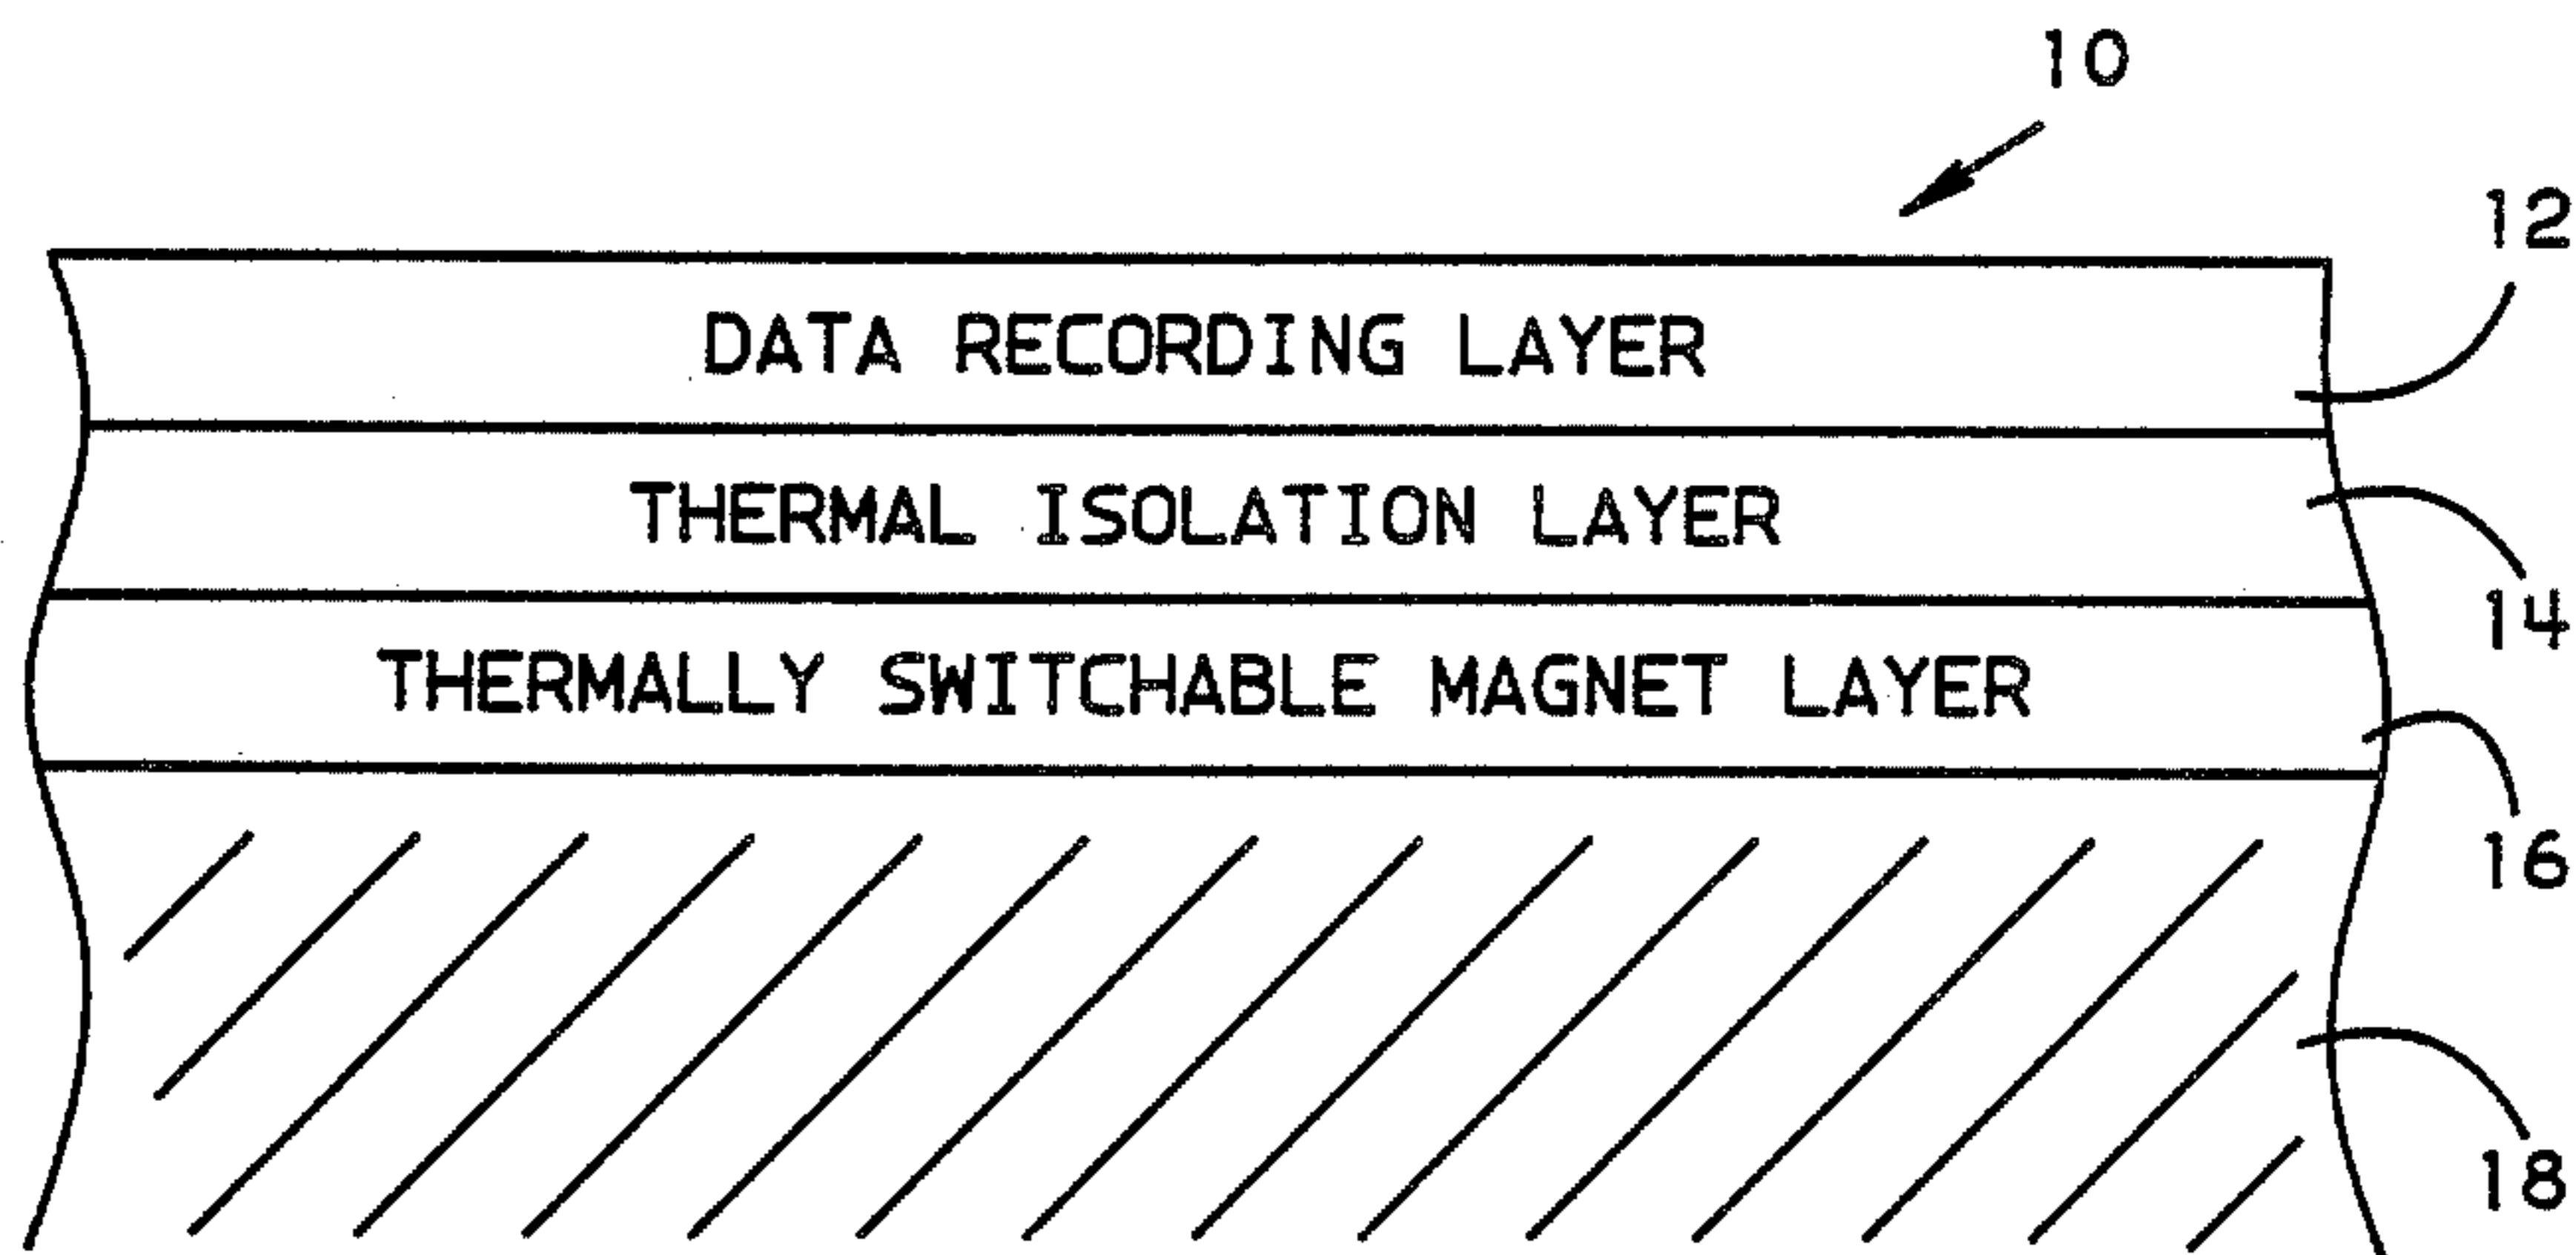 10
12
DATA RECORDING LAYER
THERMAL ISOLATION LAYER
14
THERMALLY SWITCHABLE MAGNET LAYER
16
18